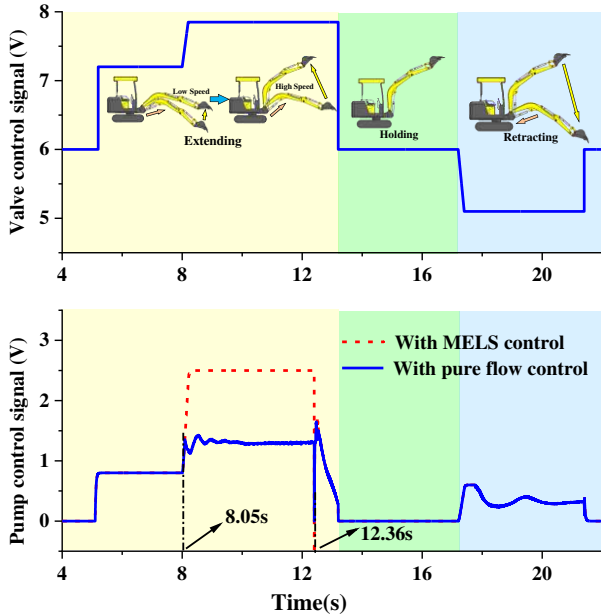 Valve control signal (V)
8
7
6
5
Low Speed
High Speed
Extending
Holding
Retracting
4 8 12 16 20
Pump control signal (V)
3
2
1
0
With MELS control
With pure flow control
8.05s
12.36s
4 8 12 16 20
Time(s)